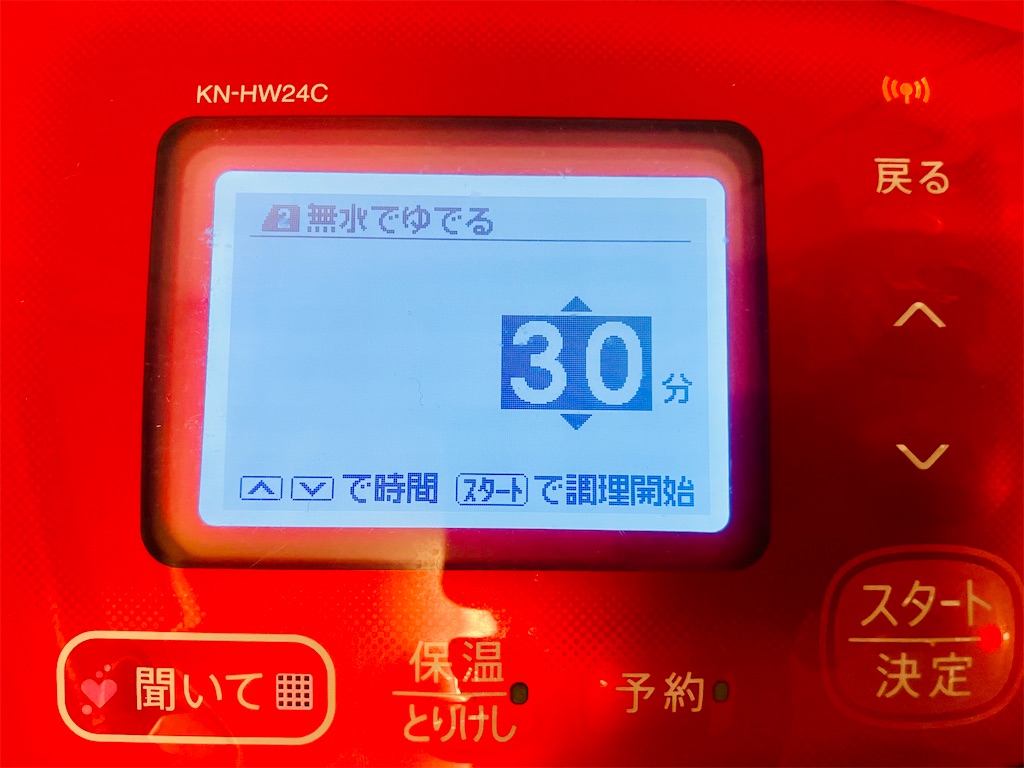 KN-HW24C
戻る
2 無水でゆでる
30分
で時間 スタートで調理開始
スタート
決定
聞いて
保温
とりけし
予約